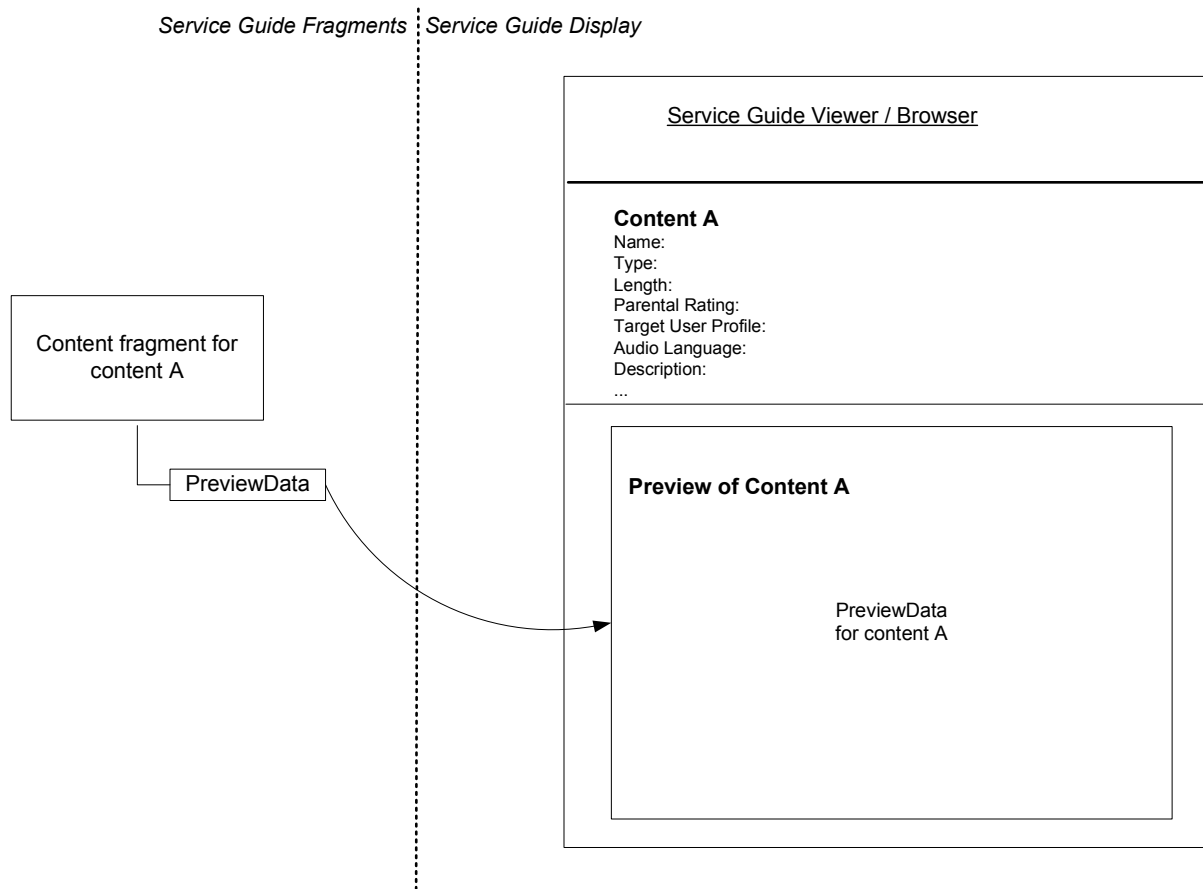 Service Guide Fragments
Service Guide Display
Service Guide Viewer / Browser
Content A
Name:
Type:
Length:
Parental Rating:
Target User Profile:
Audio Language:
Description:
...
Content fragment for
content A
PreviewData
Preview of Content A
PreviewData
for content A